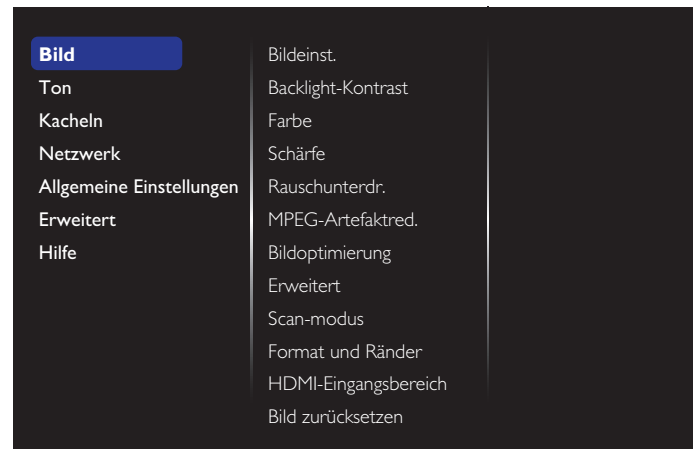 Bild
Ton
Kacheln
Netzwerk
Allgemeine Einstellungen
Erweitert
Hilfe
Bildeinst.
Backlight-Kontrast
Farbe
Schärfe
Rauschunterdr.
MPEG-Artefaktred.
Bildoptimierung
Erweitert
Scan-modus
Format und Ränder
HDMI-Eingangsbereich
Bild zurücksetzen